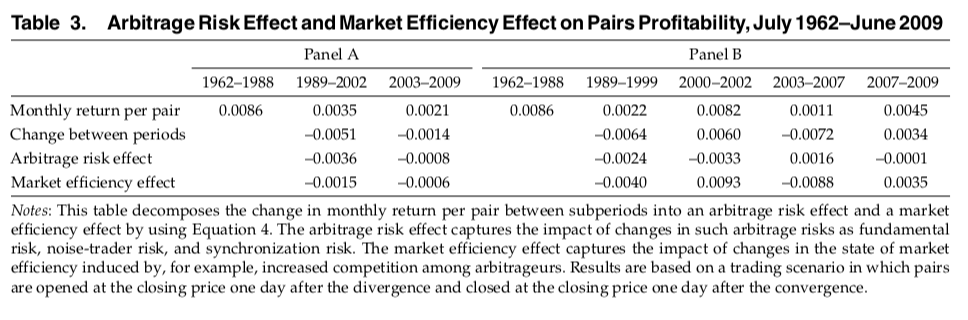 Table 3. Arbitrage Risk Effect and Market Efficiency Effect on Pairs Profitability, July 1962–June 2009
Panel A Panel B
1962–1988 1989–2002 2003–2009 1962–1988 1989–1999 2000–2002 2003–2007 2007–2009
Monthly return per pair 0.0086 0.0035 0.0021 0.0086 0.0022 0.0082 0.0011 0.0045
Change between periods –0.0051 –0.0014 –0.0064 0.0060 –0.0072 0.0034
Arbitrage risk effect –0.0036 –0.0008 –0.0024 –0.0033 0.0016 –0.0001
Market efficiency effect –0.0015 –0.0006 –0.0040 0.0093 –0.0088 0.0035
Notes: This table decomposes the change in monthly return per pair between subperiods into an arbitrage risk effect and a market
efficiency effect by using Equation 4. The arbitrage risk effect captures the impact of changes in such arbitrage risks as fundamental
risk, noise-trader risk, and synchronization risk. The market efficiency effect captures the impact of changes in the state of market
efficiency induced by, for example, increased competition among arbitrageurs. Results are based on a trading scenario in which pairs
are opened at the closing price one day after the divergence and closed at the closing price one day after the convergence.